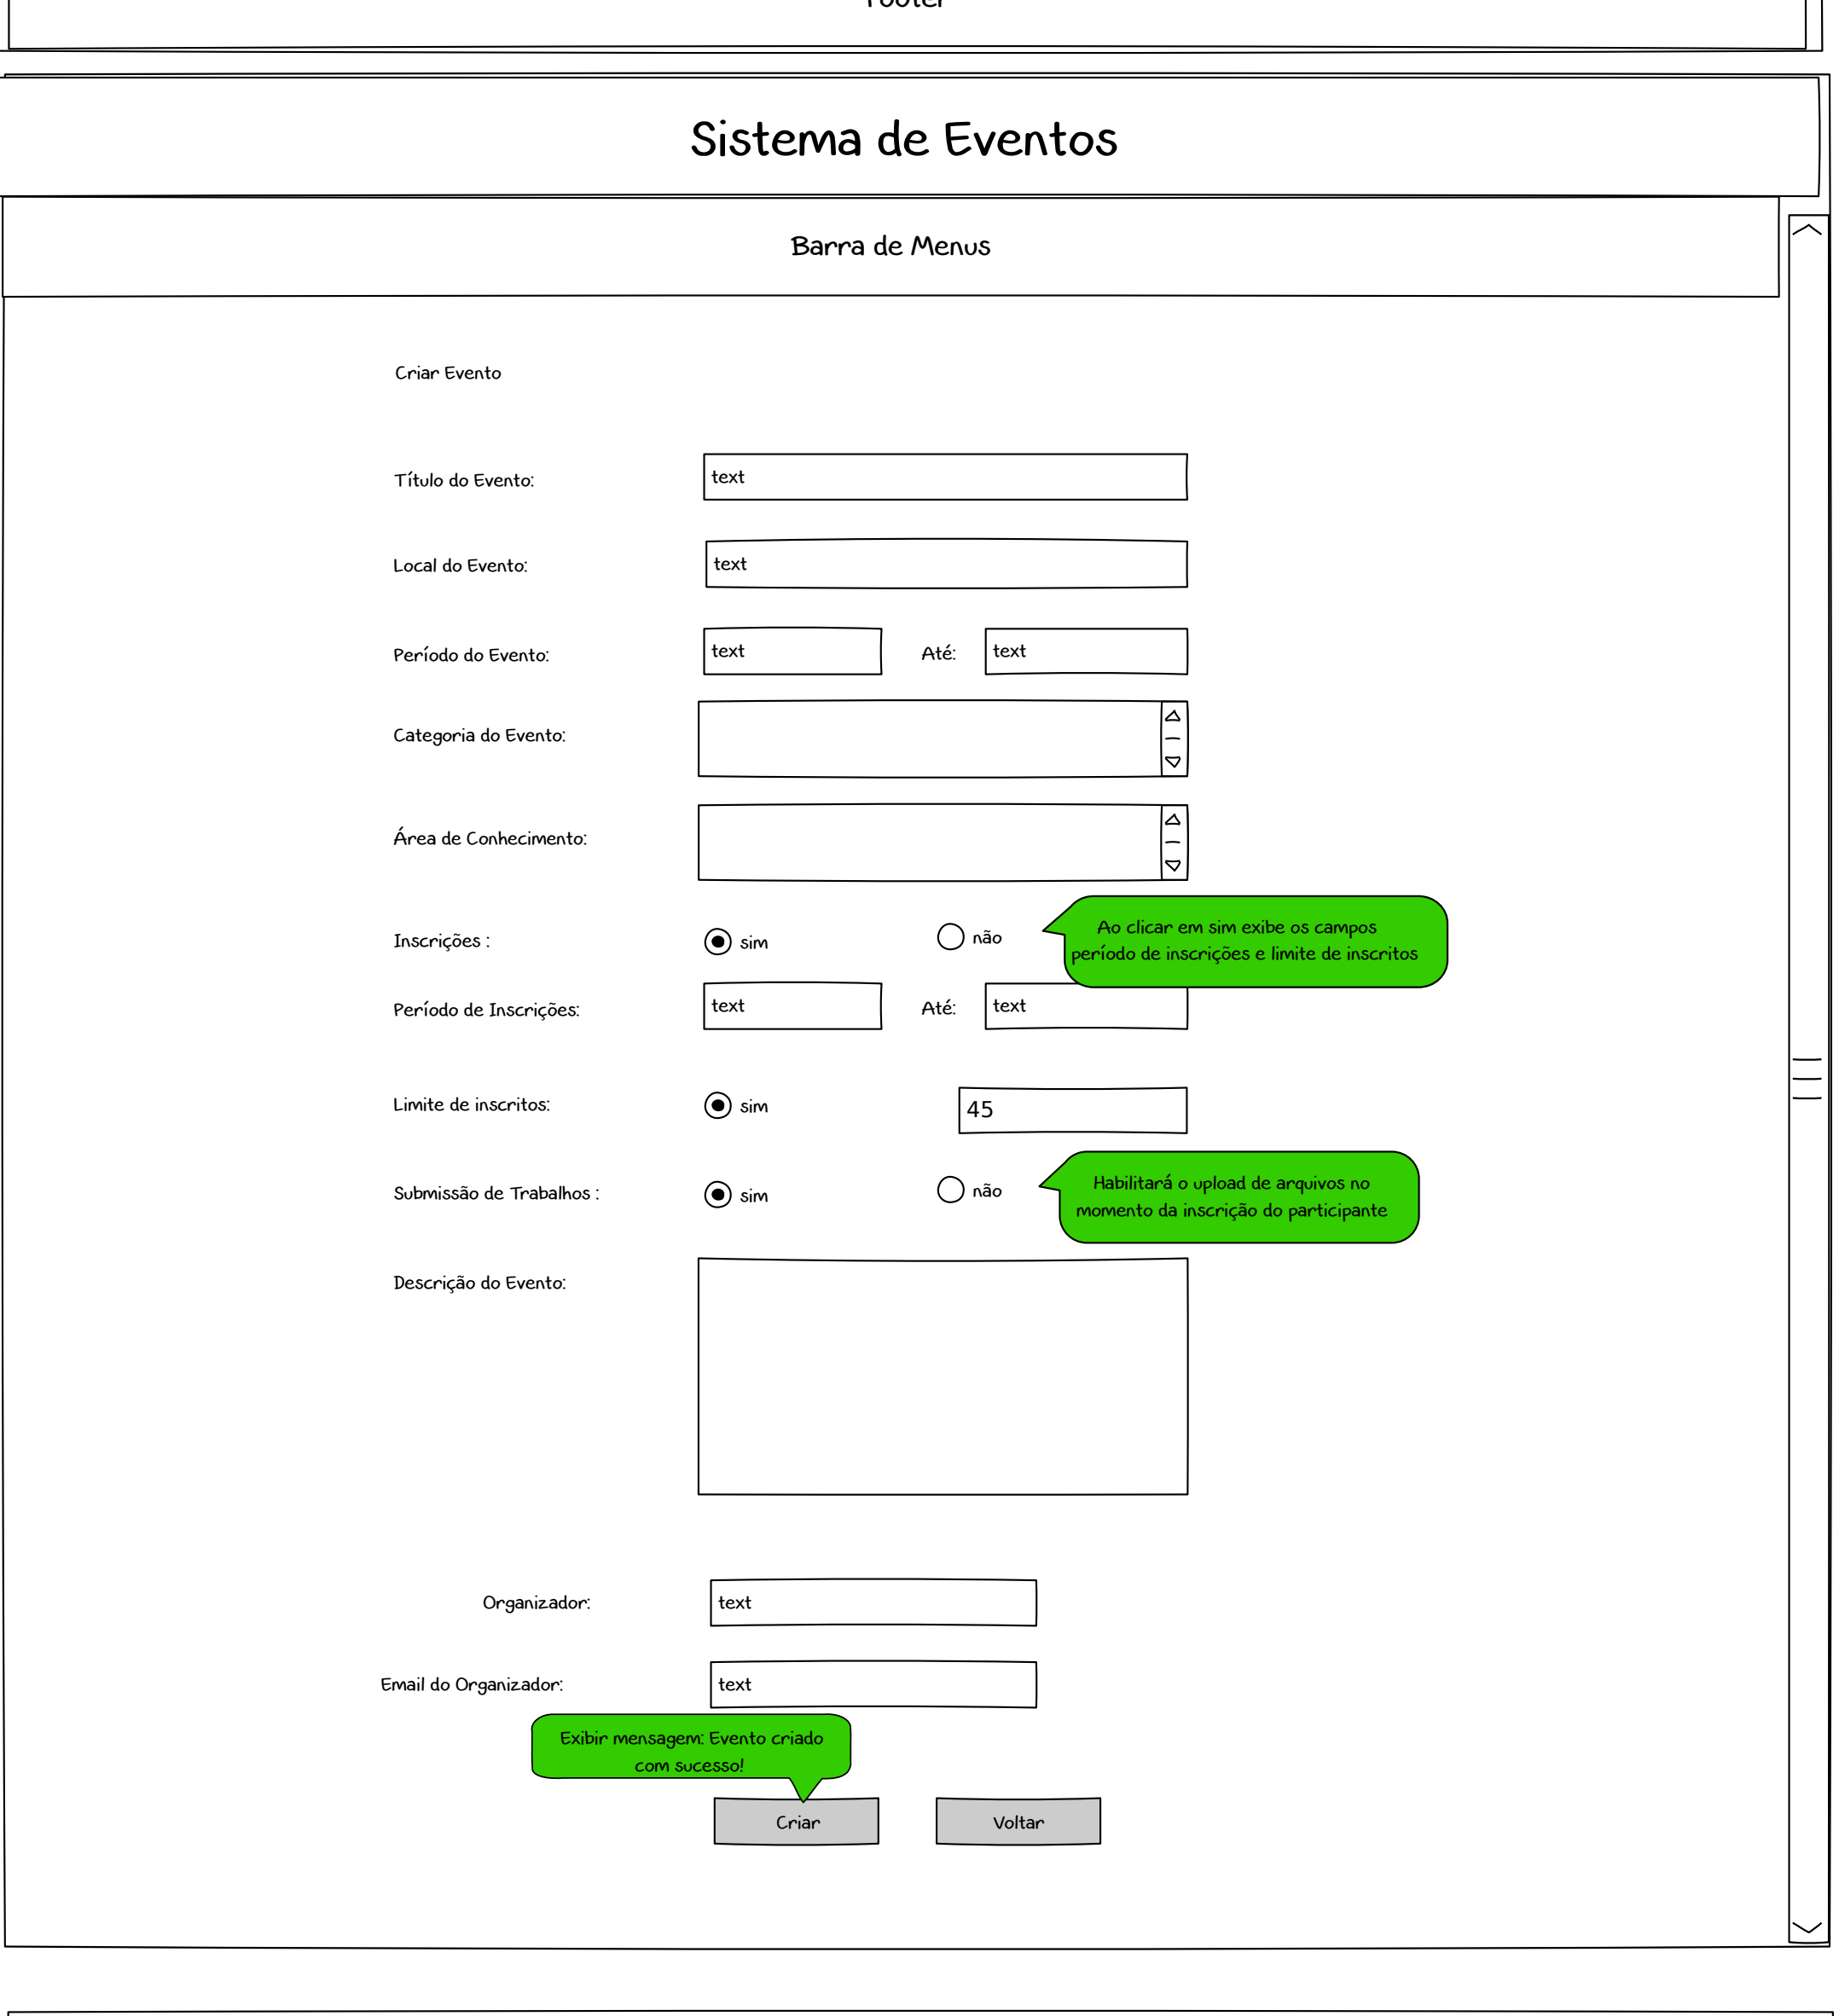 Footer
Sistema de Eventos
Barra de Menus
Criar Evento
Título do Evento: text
Local do Evento: text
Período do Evento: text Até: text
Categoria do Evento:
Área de Conhecimento:
Inscrições : sim não
Ao clicar em sim exibe os campos
período de inscrições e limite de inscritos
Período de Inscrições: text Até: text
Limite de inscritos: sim 45
Submissão de Trabalhos : sim não
Habilitará o upload de arquivos no
momento da inscrição do participante
Descrição do Evento:
Organizador: text
Email do Organizador: text
Exibir mensagem: Evento criado
com sucesso!
Criar Voltar